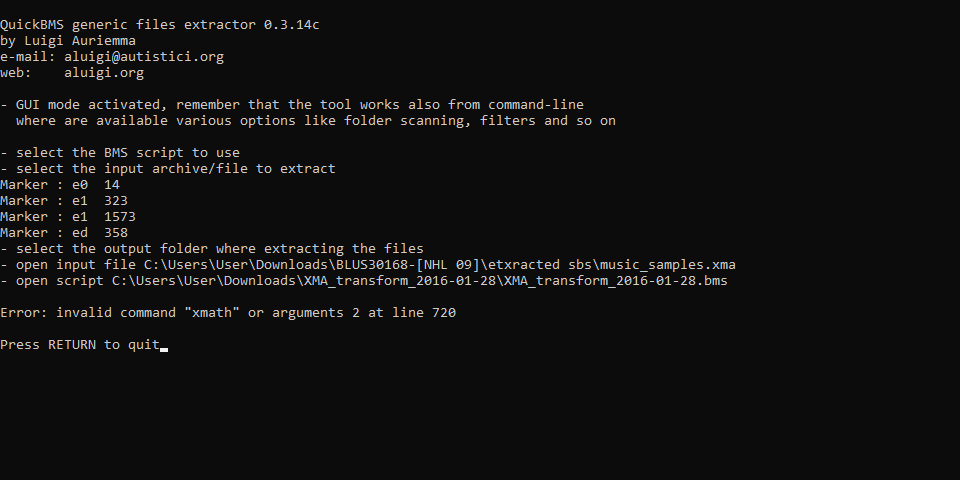 QuickBMS generic files extractor 0.3.14c
by Luigi Auriemma
e-mail: aluigi@autistici.org
web:    aluigi.org
- GUI mode activated, remember that the tool works also from command-line
where are available various options like folder scanning, filters and so on
- select the BMS script to use
- select the input archive/file to extract
Marker : e0  14
Marker : e1  323
Marker : e1  1573
Marker : ed  358
- select the output folder where extracting the files
- open input file C:\Users\User\Downloads\BLUS30168-[NHL 09]\etxracted sbs\music_samples.xma
- open script C:\Users\User\Downloads\XMA_transform_2016-01-28\XMA_transform_2016-01-28.bms
Error: invalid command "xmath" or arguments 2 at line 720
Press RETURN to quit